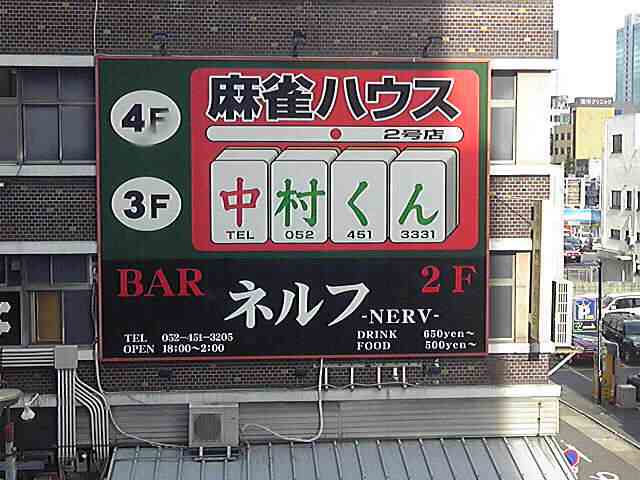 4F
3F
麻雀ハウス
2号店
中村くん
TEL 052 451 3331
BAR
2F
ネルフ
-NERV-
TEL 052-451-3205
OPEN 18:00〜2:00
DRINK 650yen〜
FOOD 500yen〜
P